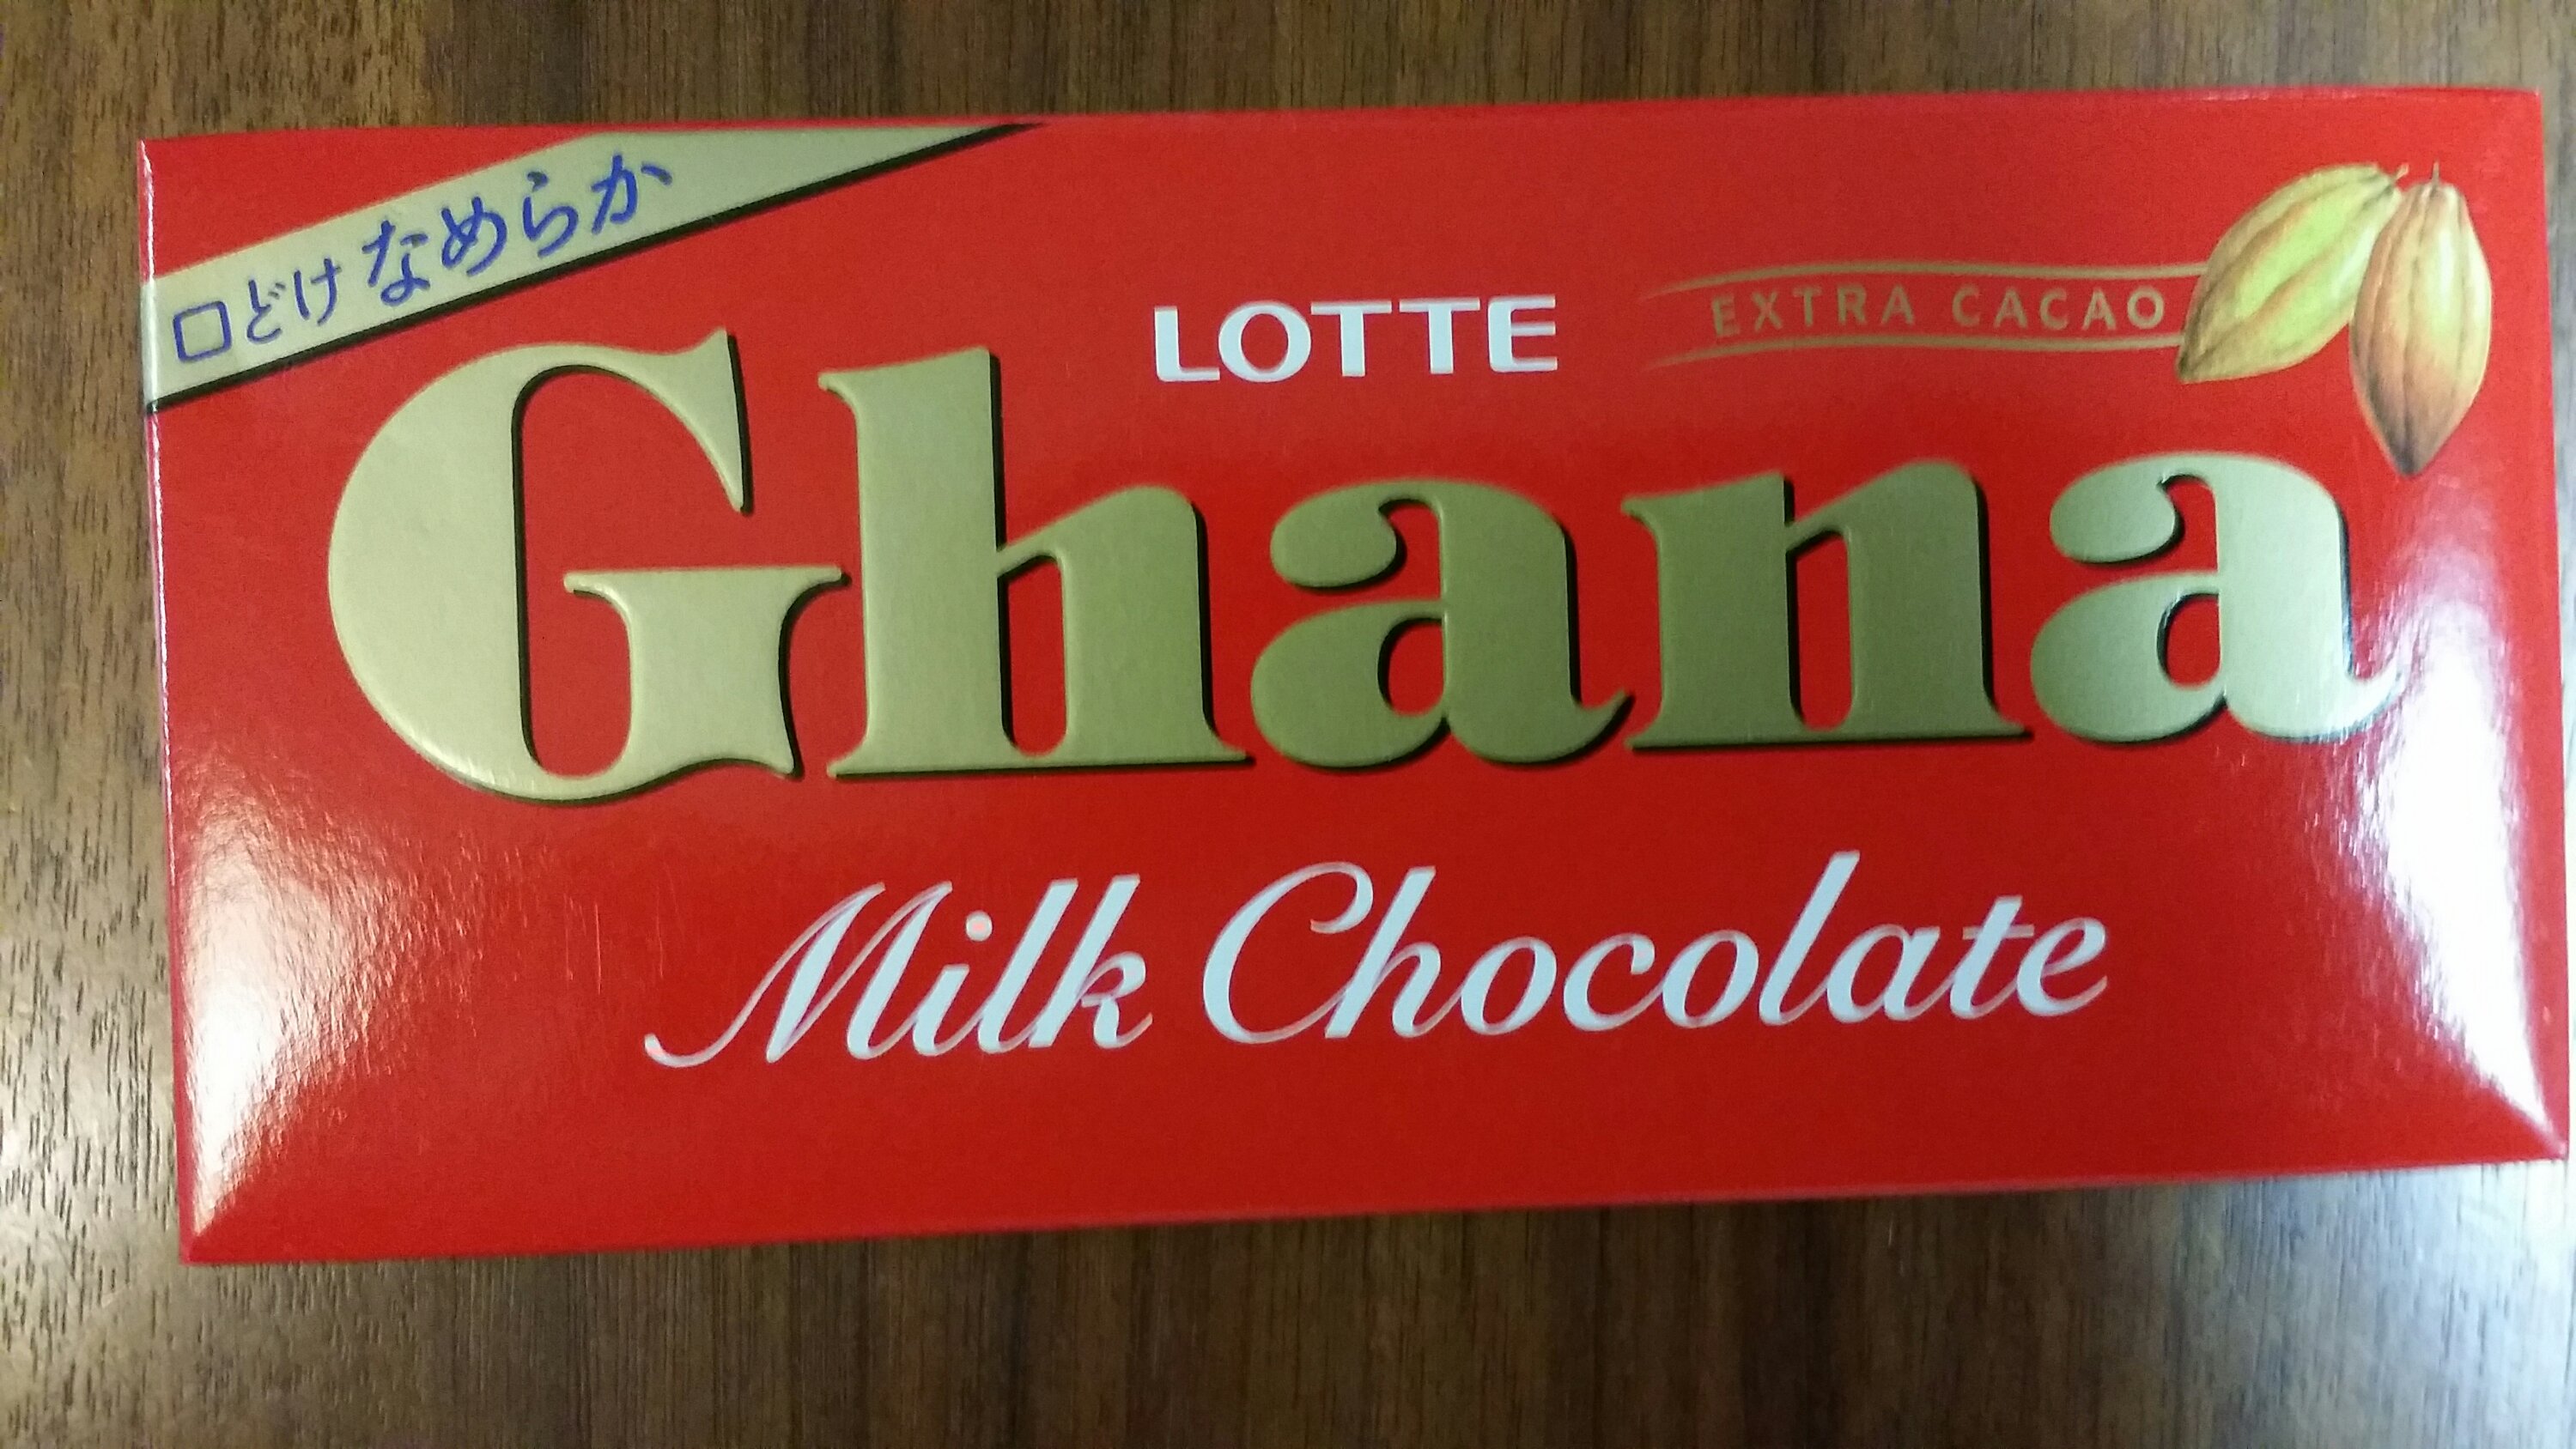 口どけなめらか
LOTTE
EXTRA CACAO
Ghana
Milk Chocolate